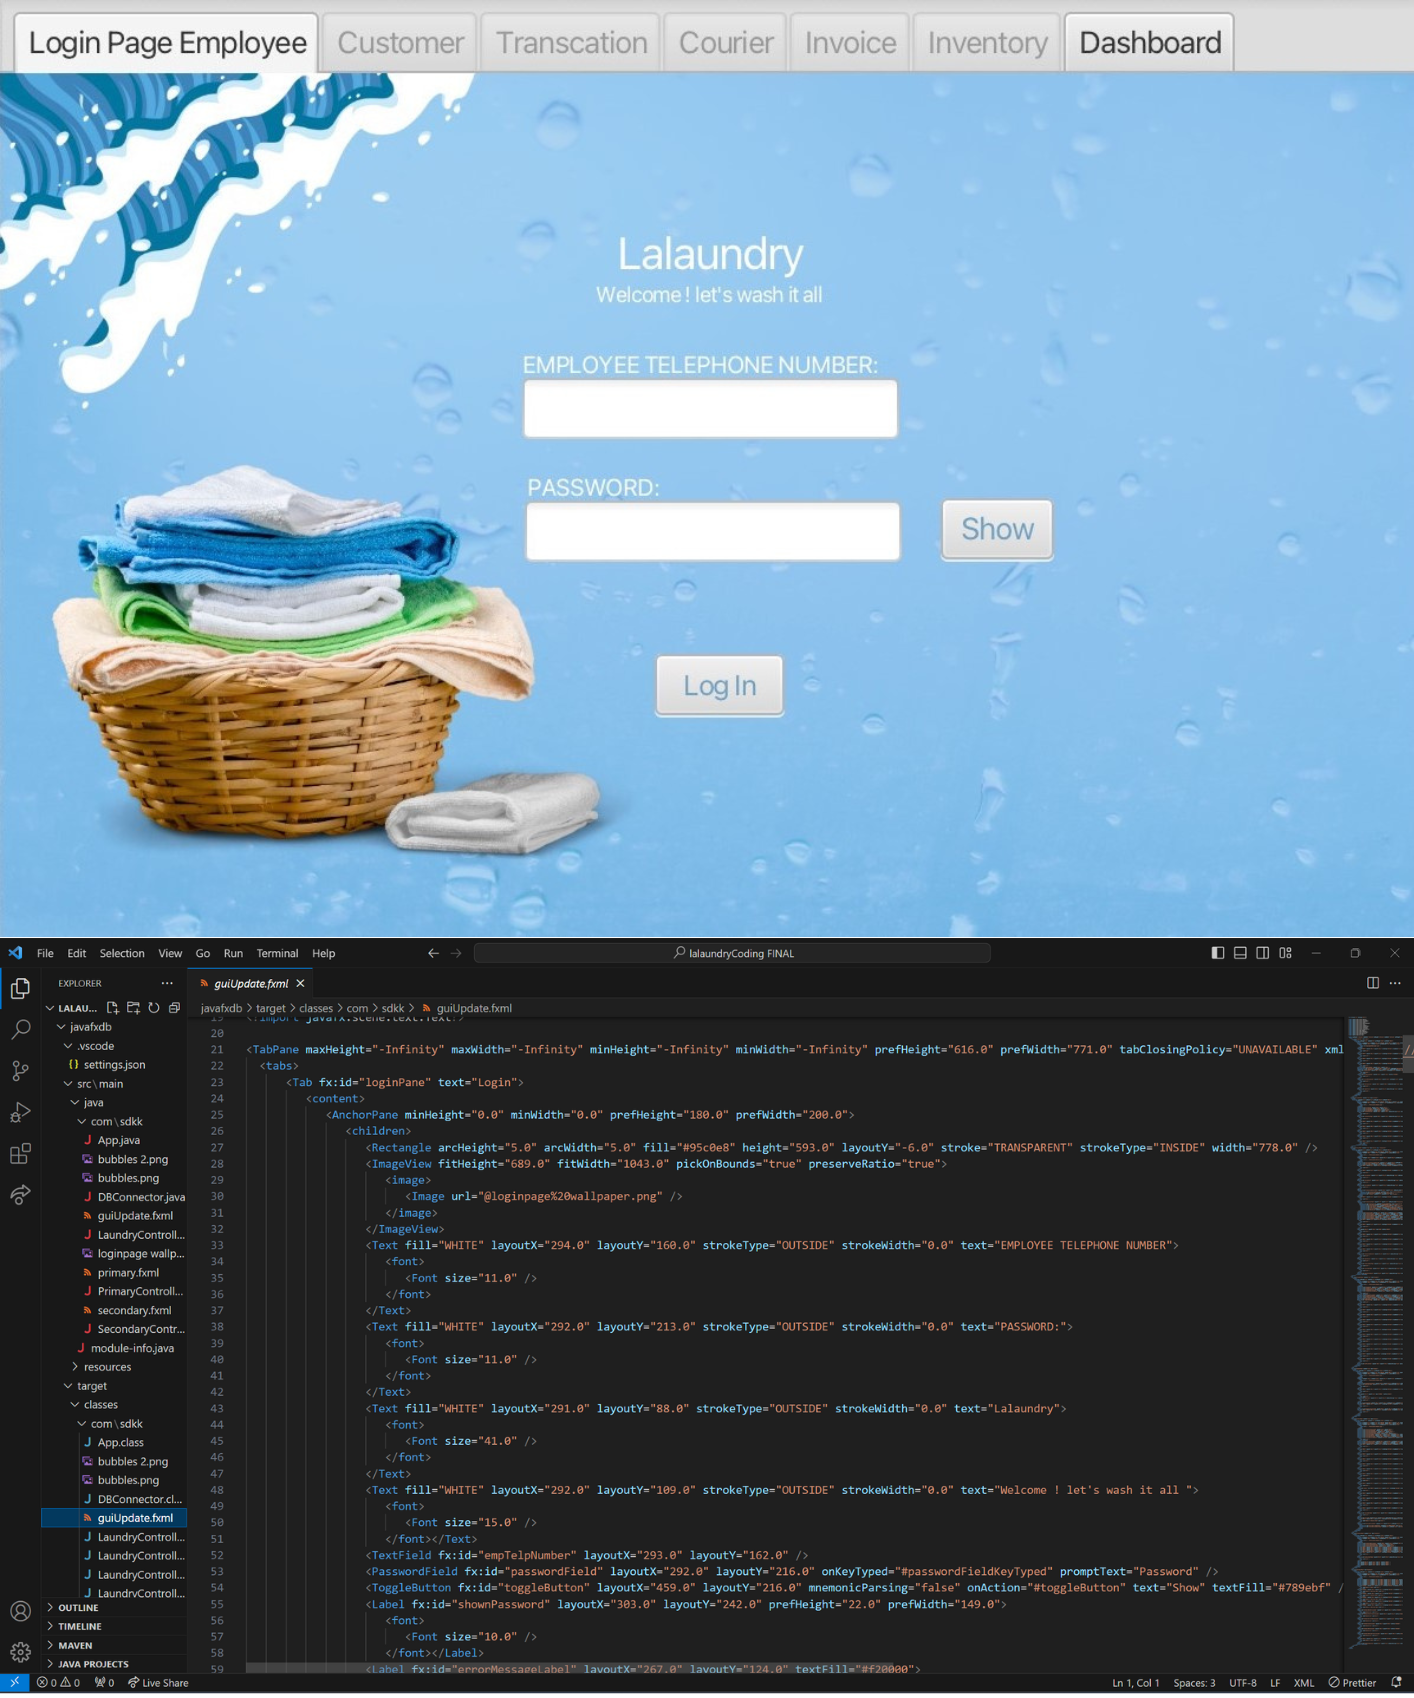 Login Page Employee Customer Transcation Courier Invoice Inventory Dashboard
Lalaundry
Welcome ! let's wash it all
EMPLOYEE TELEPHONE NUMBER:
PASSWORD:
Show
Log In
File Edit Selection View Go Run Terminal Help
lalaundryCoding FINAL
EXPLORER
LALAU...
javafxdb
.vscode
{} settings.json
src\main
java
com\sdkk
J App.java
bubbles 2.png
bubbles.png
J DBConnector.java
guiUpdate.fxml
J LaundryControll...
loginpage wallp...
primary.fxml
J PrimaryControll...
secondary.fxml
J SecondaryContr...
J module-info.java
resources
target
classes
com\sdkk
J App.class
bubbles 2.png
bubbles.png
J DBConnector.cl...
guiUpdate.fxml
J LaundryControll...
J LaundryControll...
J LaundryControll...
J LaundryControll...
OUTLINE
TIMELINE
MAVEN
JAVA PROJECTS
guiUpdate.fxml
javafxdb > target > classes > com > sdkk > guiUpdate.fxml
19 <?import javafx.scene.text.Text?>
20
21 <TabPane maxHeight="-Infinity" maxWidth="-Infinity" minHeight="-Infinity" minWidth="-Infinity" prefHeight="616.0" prefWidth="771.0" tabClosingPolicy="UNAVAILABLE" xml
22 <tabs>
23 <Tab fx:id="loginPane" text="Login">
24 <content>
25 <AnchorPane minHeight="0.0" minWidth="0.0" prefHeight="180.0" prefWidth="200.0">
26 <children>
27 <Rectangle arcHeight="5.0" arcWidth="5.0" fill="#95c0e8" height="593.0" layoutY="-6.0" stroke="TRANSPARENT" strokeType="INSIDE" width="778.0" />
28 <ImageView fitHeight="689.0" fitWidth="1043.0" pickOnBounds="true" preserveRatio="true">
29 <image>
30 <Image url="@loginpage%20wallpaper.png" />
31 </image>
32 </ImageView>
33 <Text fill="WHITE" layoutX="294.0" layoutY="160.0" strokeType="OUTSIDE" strokeWidth="0.0" text="EMPLOYEE TELEPHONE NUMBER">
34 <font>
35 <Font size="11.0" />
36 </font>
37 </Text>
38 <Text fill="WHITE" layoutX="292.0" layoutY="213.0" strokeType="OUTSIDE" strokeWidth="0.0" text="PASSWORD:">
39 <font>
40 <Font size="11.0" />
41 </font>
42 </Text>
43 <Text fill="WHITE" layoutX="291.0" layoutY="88.0" strokeType="OUTSIDE" strokeWidth="0.0" text="Lalaundry">
44 <font>
45 <Font size="41.0" />
46 </font>
47 </Text>
48 <Text fill="WHITE" layoutX="292.0" layoutY="109.0" strokeType="OUTSIDE" strokeWidth="0.0" text="Welcome ! let's wash it all ">
49 <font>
50 <Font size="15.0" />
51 </font></Text>
52 <TextField fx:id="empTelpNumber" layoutX="293.0" layoutY="162.0" />
53 <PasswordField fx:id="passwordField" layoutX="292.0" layoutY="216.0" onKeyTyped="#passwordFieldKeyTyped" promptText="Password" />
54 <ToggleButton fx:id="toggleButton" layoutX="459.0" layoutY="216.0" mnemonicParsing="false" onAction="#toggleButton" text="Show" textFill="#789ebf" /
55 <Label fx:id="shownPassword" layoutX="303.0" layoutY="242.0" prefHeight="22.0" prefWidth="149.0">
56 <font>
57 <Font size="10.0" />
58 </font></Label>
59 <Label fx:id="errorMessageLabel" layoutX="267.0" layoutY="124.0" textFill="#f20000">
0 0 0 Live Share Ln 1, Col 1 Spaces: 3 UTF-8 LF XML Prettier